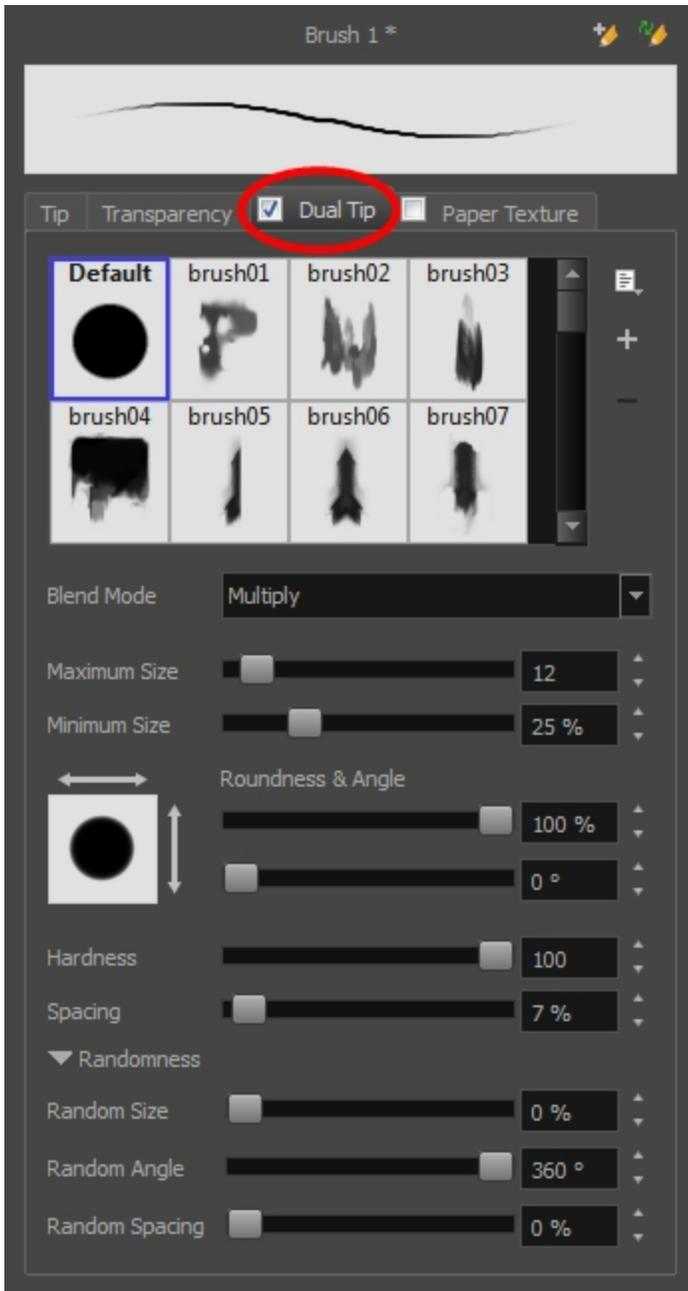 Brush 1 *
Tip Transparency Dual Tip Paper Texture
Default brush01 brush02 brush03
brush04 brush05 brush06 brush07
Blend Mode Multiply
Maximum Size 12
Minimum Size 25 %
Roundness & Angle
100 %
0 °
Hardness 100
Spacing 7 %
Randomness
Random Size 0 %
Random Angle 360 °
Random Spacing 0 %